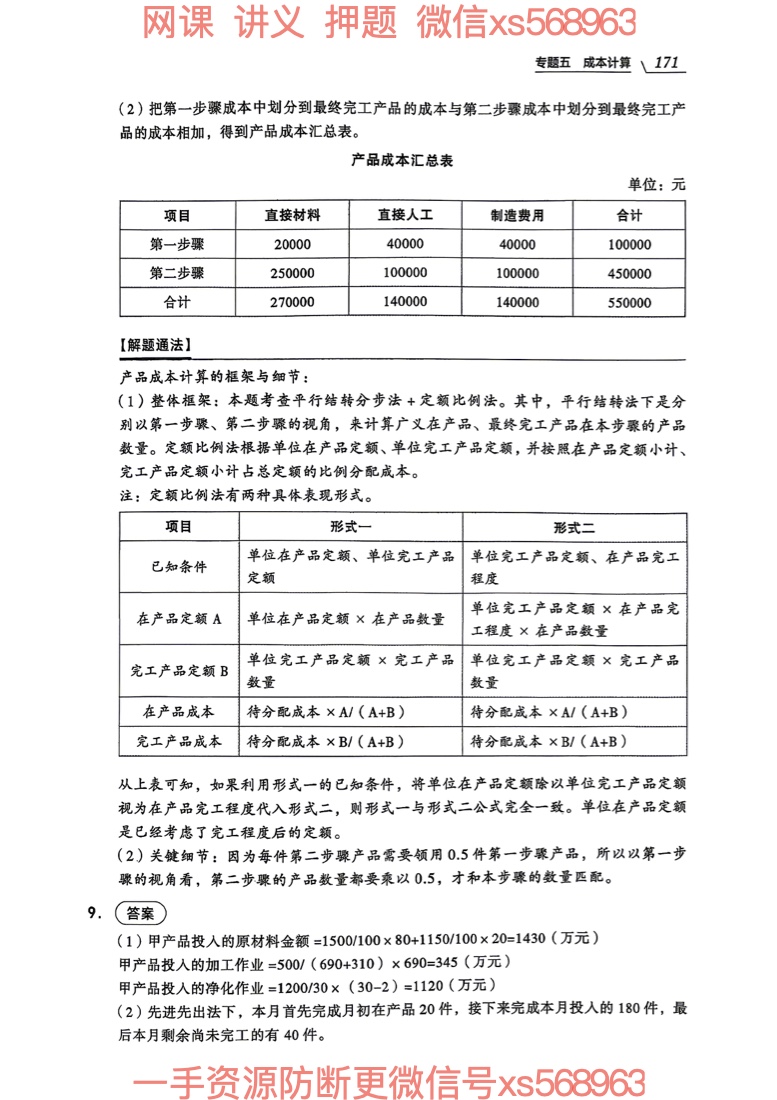 网课 讲义 押题 微信xs568963
专题五 成本计算 171
（2）把第一步骤成本中划分到最终完工产品的成本与第二步骤成本中划分到最终完工产
品的成本相加，得到产品成本汇总表。
产品成本汇总表
单位：元
项目 直接材料 直接人工 制造费用 合计
第一步骤 20000 40000 40000 100000
第二步骤 250000 100000 100000 450000
合计 270000 140000 140000 550000
【解题通法】
产品成本计算的框架与细节：
（1）整体框架：本题考查平行结转分步法+定额比例法。其中，平行结转法下是分
别以第一步骤、第二步骤的视角，来计算广义在产品、最终完工产品在本步骤的产品
数量。定额比例法根据单位在产品定额、单位完工产品定额，并按照在产品定额小计、
完工产品定额小计占总定额的比例分配成本。
注：定额比例法有两种具体表现形式。
项目 形式一 形式二
已知条件 单位在产品定额、单位完工产品 单位完工产品定额、在产品完工
定额 程度
在产品定额A 单位在产品定额×在产品数量 单位完工产品定额×在产品完
工程度×在产品数量
完工产品定额B 单位完工产品定额×完工产品 单位完工产品定额×完工产品
数量 数量
在产品成本 待分配成本×A/（A+B） 待分配成本×A/（A+B）
完工产品成本 待分配成本×B/（A+B） 待分配成本×B/（A+B）
从上表可知，如果利用形式一的已知条件，将单位在产品定额除以单位完工产品定额
视为在产品完工程度代入形式二，则形式一与形式二公式完全一致。单位在产品定额
是已经考虑了完工程度后的定额。
（2）关键细节：因为每件第二步骤产品需要领用0.5件第一步骤产品，所以以第一步
骤的视角看，第二步骤的产品数量都要乘以0.5，才和本步骤的数量匹配。
9. 答案
（1）甲产品投入的原材料金额=1500/100×80+1150/100×20=1430（万元）
甲产品投入的加工作业=500/（690+310）×690=345（万元）
甲产品投入的净化作业=1200/30×（30-2）=1120（万元）
（2）先进先出法下，本月首先完成月初在产品20件，接下来完成本月投入的180件，最
后本月剩余尚未完工的有40件。
一手资源防断更微信号xs568963